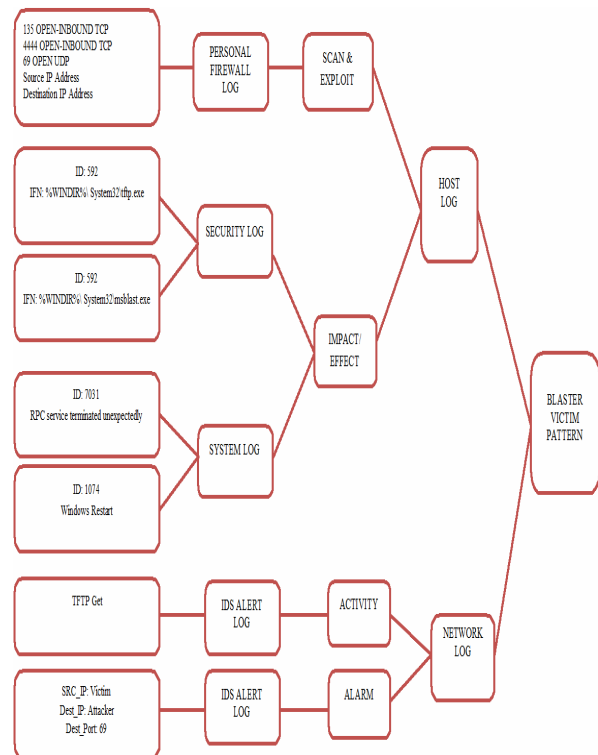 135 OPEN-INBOUND TCP
4444 OPEN-INBOUND TCP
69 OPEN UDP
Source IP Address
Destination IP Address
PERSONAL
FIREWALL
LOG
SCAN &
EXPLOIT
ID: 592
IFN: %WINDIR%\ System32\tftp.exe
SECURITY LOG
HOST
LOG
ID: 592
IFN: %WINDIR%\ System32\msblast.exe
IMPACT/
EFFECT
ID: 7031
RPC service terminated unexpectedly
SYSTEM LOG
BLASTER
VICTIM
PATTERN
ID: 1074
Windows Restart
TFTP Get
IDS ALERT
LOG
ACTIVITY
NETWORK
LOG
SRC_IP: Victim
Dest_IP: Attacker
Dest_Port: 69
IDS ALERT
LOG
ALARM